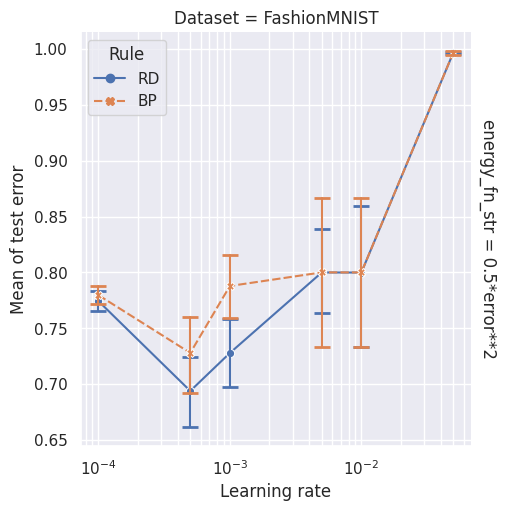 Dataset = FashionMNIST
Rule
RD
BP
Mean of test error
1.00
0.95
0.90
0.85
0.80
0.75
0.70
0.65
10⁻⁴
10⁻³
10⁻²
Learning rate
energy_fn_str = 0.5*error**2